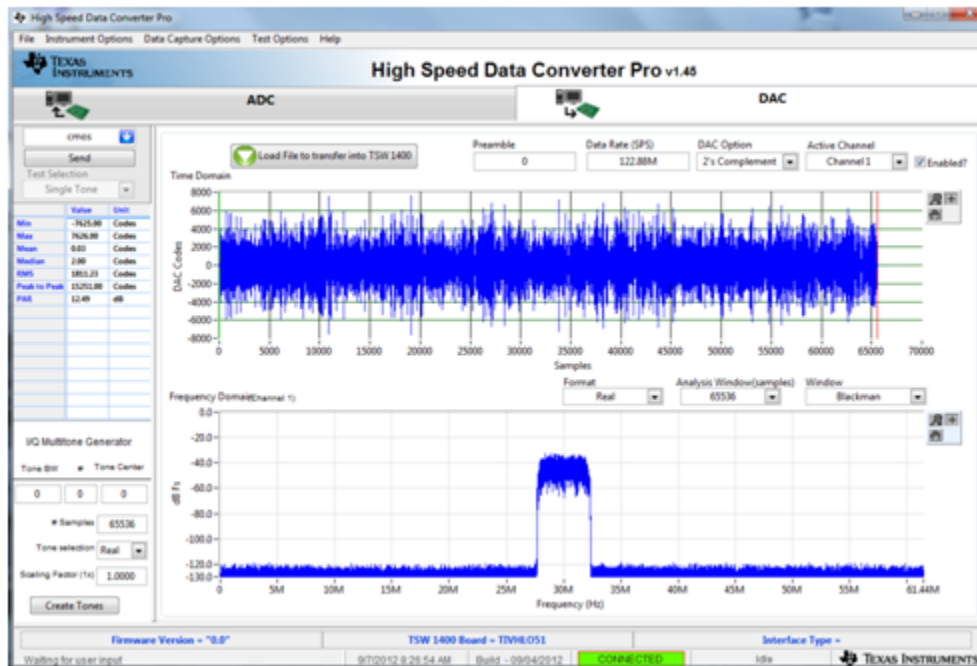 High Speed Data Converter Pro
File Instrument Options Data Capture Options Test Options Help
TEXAS INSTRUMENTS
High Speed Data Converter Pro v1.45
ADC
DAC
cmos
Send
Test Selection
Single Tone
Load File to transfer into TSW 1400
Preamble
0
Data Rate (SPS)
122.88M
DAC Option
2's Complement
Active Channel
Channel 1
Enabled?
Value Unit
Min -7625.00 Codes
Max 7626.00 Codes
Mean 0.03 Codes
Median 2.00 Codes
RMS 1811.23 Codes
Peak to Peak 15251.00 Codes
PAR 12.49 dB
Time Domain
DAC Codes
8000
6000
4000
2000
0
-2000
-4000
-6000
-8000
0 5000 10000 15000 20000 25000 30000 35000 40000 45000 50000 55000 60000 65000 70000
Samples
Format
Real
Analysis Window(samples)
65536
Window
Blackman
Frequency Domain(Channel 1)
dB Fs
0.0
-20.0
-40.0
-60.0
-80.0
-100.0
-120.0
-130.0
0 5M 10M 15M 20M 25M 30M 35M 40M 45M 50M 55M 61.44M
Frequency (Hz)
I/Q Multitone Generator
Tone BW # Tone Center
0 0 0
# Samples 65536
Tone selection Real
Scaling Factor (1x) 1.0000
Create Tones
Firmware Version = "0.0"
TSW 1400 Board = TIVHLO51
Interface Type =
Waiting for user input
9/7/2012 8:26:54 AM
Build - 09/04/2012
CONNECTED
Idle
TEXAS INSTRUMENTS